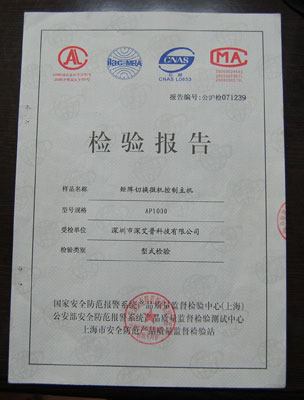 CAL
ilac-MRA
CNAS
CNAS L0653
CMA
报告编号:公沪检071239
检验报告
样品名称 矩阵切换微机控制主机
型号规格 AP1000
受检单位 深圳市深艾普科技有限公司
检验类别 型式检验
国家安全防范报警系统产品质量监督检验中心(上海)
公安部安全防范报警系统产品质量监督检验测试中心
上海市安全防范产品质量监督检验站